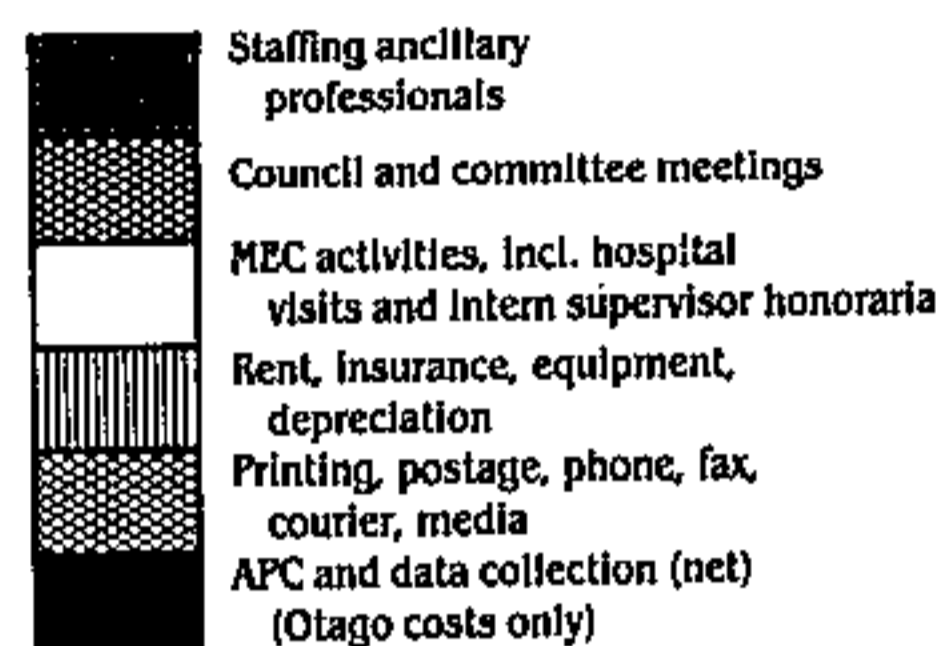 Staffing ancillary
professionals
Council and committee meetings
MEC activities, incl. hospital
visits and intern supervisor honoraria
Rent, insurance, equipment,
depreciation
Printing, postage, phone, fax,
courier, media
APC and data collection (net)
(Otago costs only)